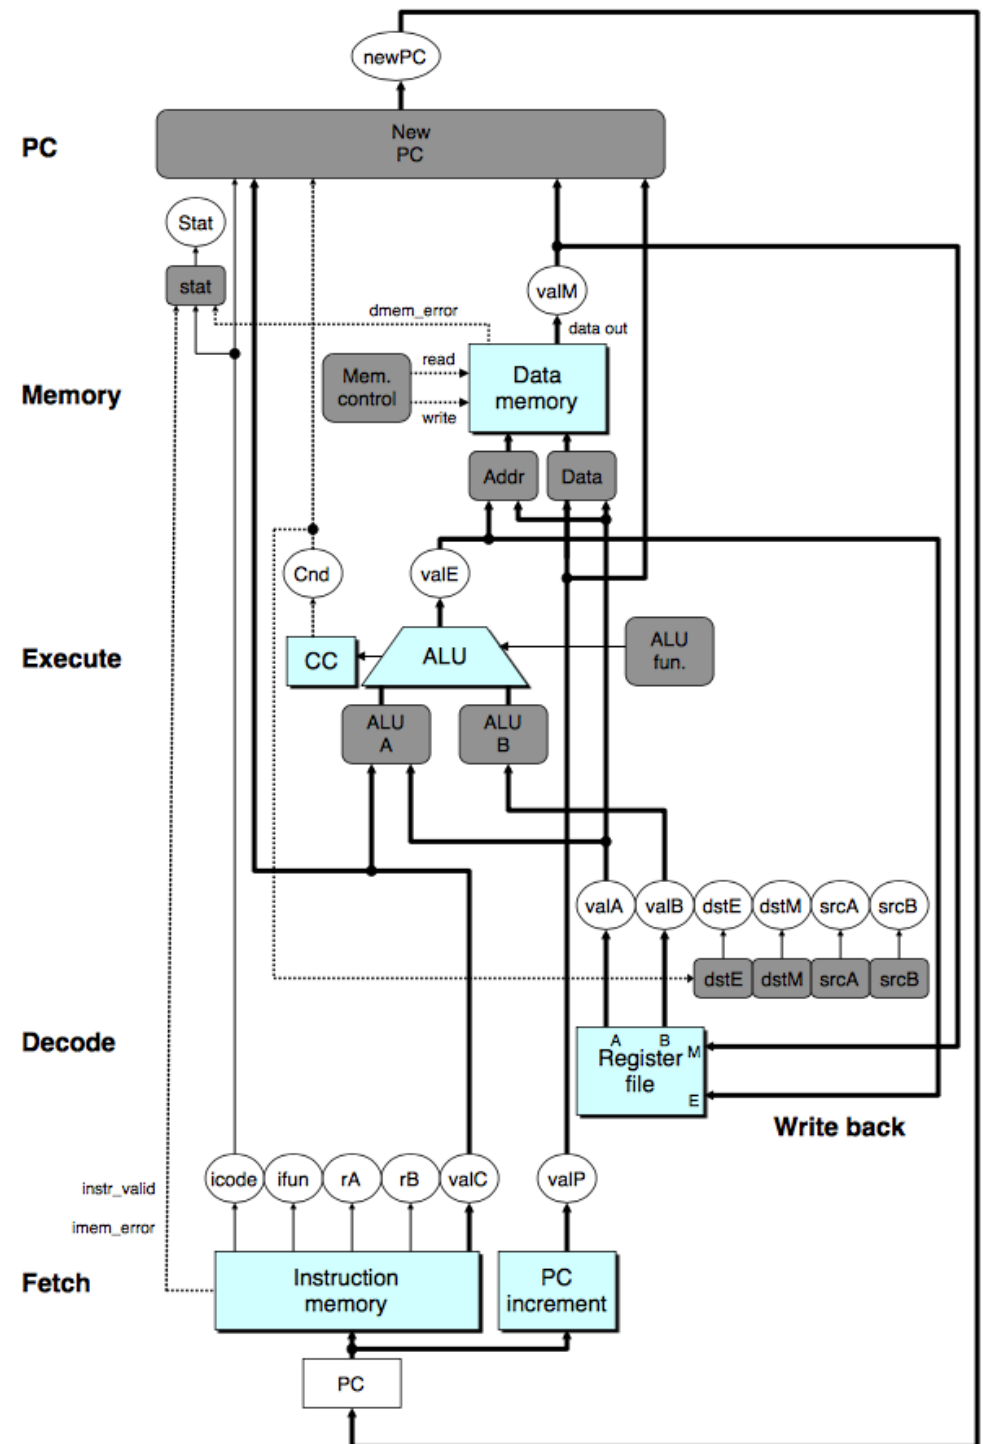 newPC
New
PC
PC
Stat
stat
valM
dmem_error
data out
read
Mem.
control
write
Data
memory
Memory
Addr
Data
Cnd
valE
CC
ALU
ALU
fun.
Execute
ALU
A
ALU
B
valA
valB
dstE
dstM
srcA
srcB
dstE
dstM
srcA
srcB
Decode
A
B
M
Register
file
E
Write back
icode
ifun
rA
rB
valC
valP
instr_valid
imem_error
Fetch
Instruction
memory
PC
increment
PC